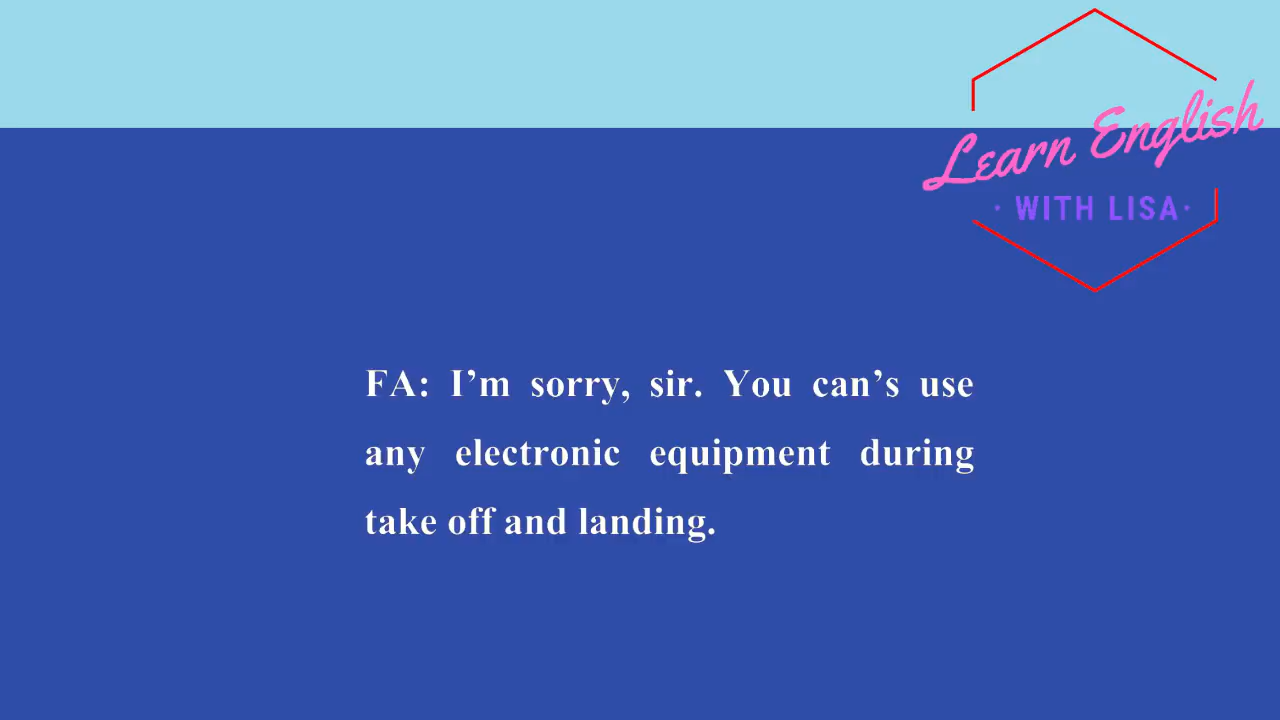 Learn English
· WITH LISA·
FA: I’m sorry, sir. You can’s use
any electronic equipment during
take off and landing.